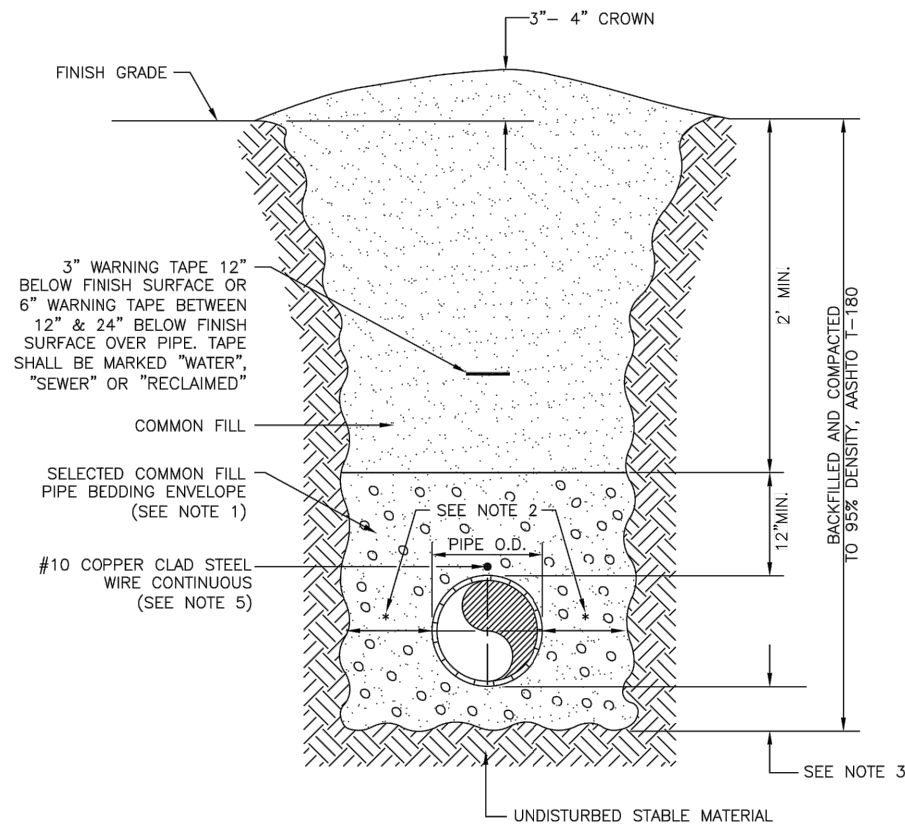 3"- 4" CROWN
FINISH GRADE
3" WARNING TAPE 12"
BELOW FINISH SURFACE OR
6" WARNING TAPE BETWEEN
12" & 24" BELOW FINISH
SURFACE OVER PIPE. TAPE
SHALL BE MARKED "WATER",
"SEWER" OR "RECLAIMED"
COMMON FILL
SELECTED COMMON FILL
PIPE BEDDING ENVELOPE
(SEE NOTE 1)
#10 COPPER CLAD STEEL
WIRE CONTINUOUS
(SEE NOTE 5)
SEE NOTE 2
PIPE O.D.
*
*
2' MIN.
12"MIN.
BACKFILLED AND COMPACTED
TO 95% DENSITY, AASHTO T-180
SEE NOTE 3
UNDISTURBED STABLE MATERIAL